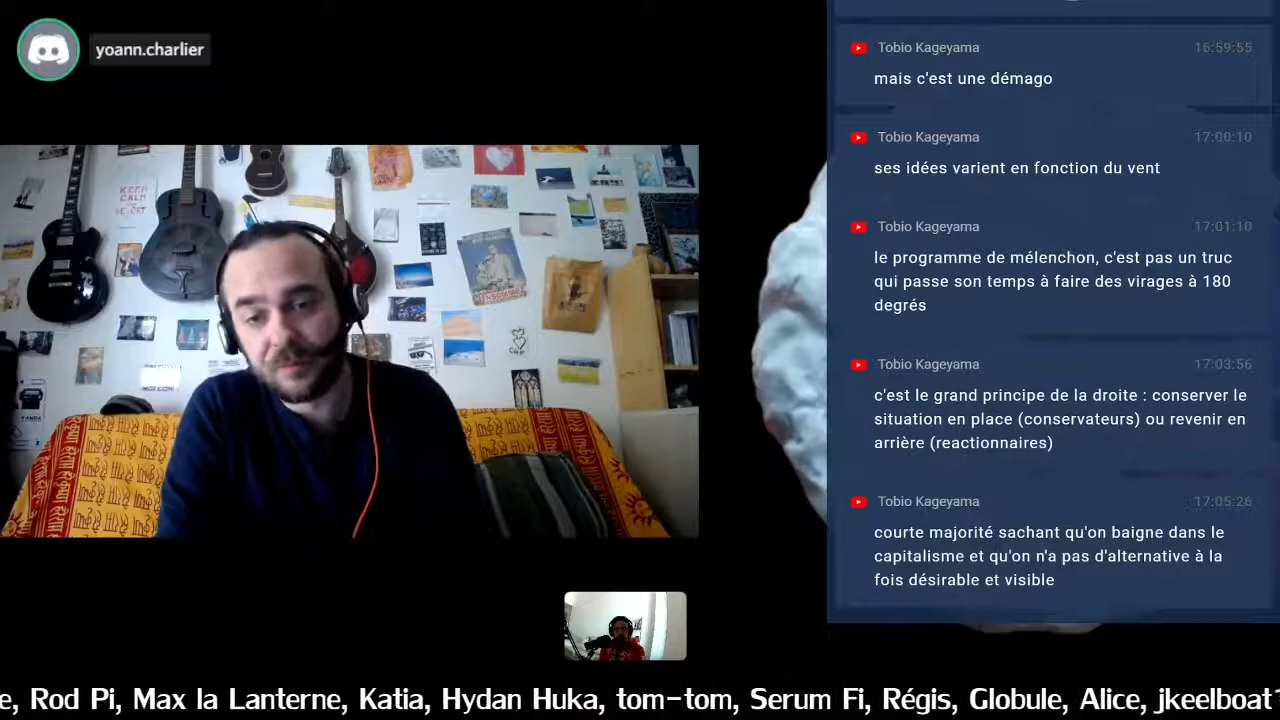 yoann.charlier
KEEP
CALM
Tobio Kageyama 16:59:55
mais c'est une démago
Tobio Kageyama 17:00:10
ses idées varient en fonction du vent
Tobio Kageyama 17:01:10
le programme de mélenchon, c'est pas un truc
qui passe son temps à faire des virages à 180
degrés
Tobio Kageyama 17:03:56
c'est le grand principe de la droite : conserver le
situation en place (conservateurs) ou revenir en
arrière (reactionnaires)
Tobio Kageyama 17:05:26
courte majorité sachant qu'on baigne dans le
capitalisme et qu'on n'a pas d'alternative à la
fois désirable et visible
e, Rod Pi, Max la Lanterne, Katia, Hydan Huka, tom-tom, Serum Fi, Régis, Globule, Alice, jkeelboat